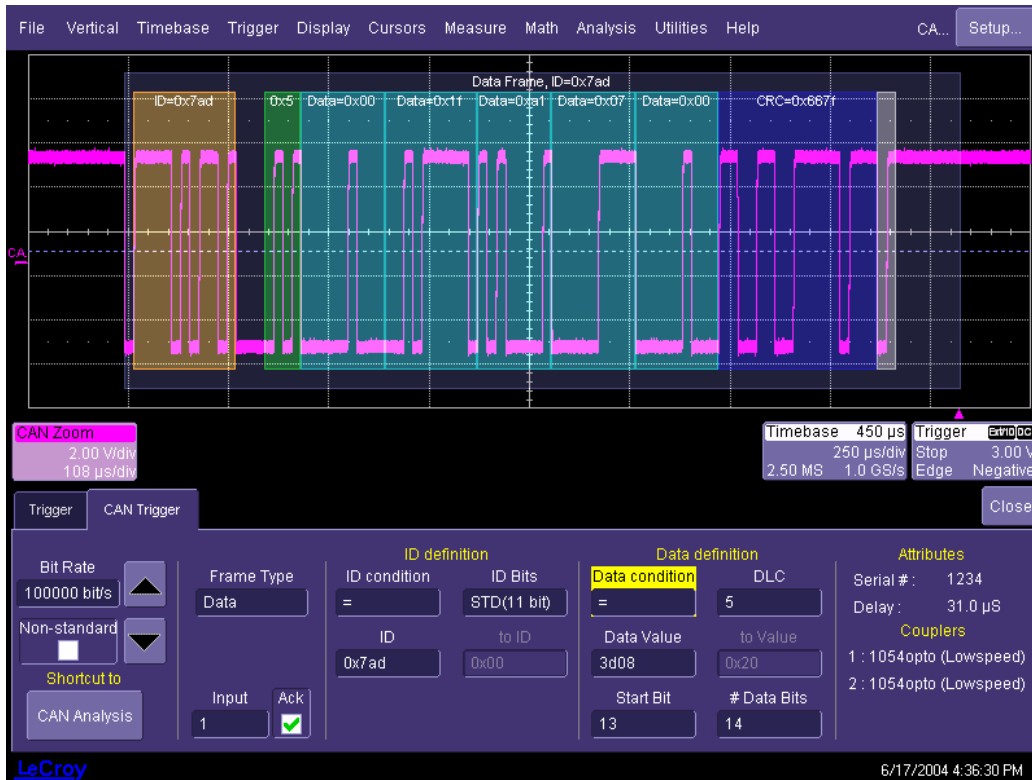 File Vertical Timebase Trigger Display Cursors Measure Math Analysis Utilities Help CA... Setup...
Data Frame, ID=0x7ad
ID=0x7ad 0x5 Data=0x00 Data=0x1f Data=0xa1 Data=0x07 Data=0x00 CRC=0x667f
CA
CAN Zoom
2.00 V/div
108 µs/div
Timebase 450 µs
250 µs/div
2.50 MS 1.0 GS/s
Trigger Ext/10 DC
Stop 3.00 V
Edge Negative
Trigger CAN Trigger Close
Bit Rate
100000 bit/s
Non-standard
Shortcut to
CAN Analysis
Frame Type
Data
Input Ack
1
ID definition
ID condition ID Bits
= STD(11 bit)
ID to ID
0x7ad 0x00
Data definition
Data condition DLC
= 5
Data Value to Value
3d08 0x20
Start Bit # Data Bits
13 14
Attributes
Serial # : 1234
Delay : 31.0 µS
Couplers
1 : 1054opto (Lowspeed)
2 : 1054opto (Lowspeed)
LeCroy 6/17/2004 4:36:30 PM